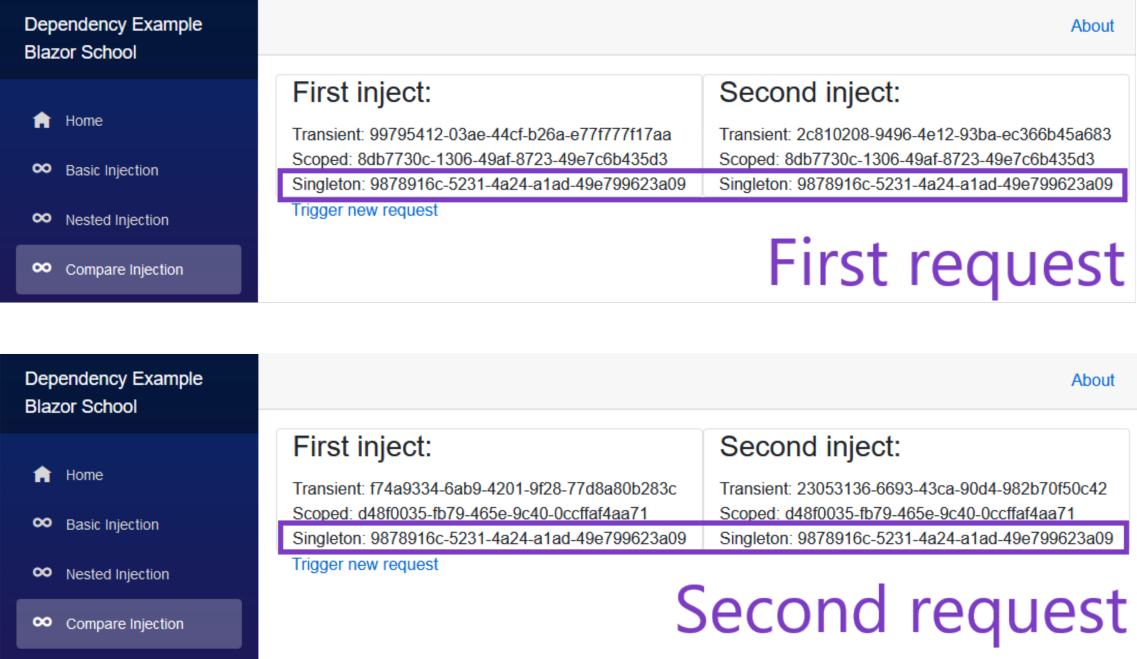 Dependency Example
Blazor School
About
Home
Basic Injection
Nested Injection
Compare Injection
First inject:
Transient: 99795412-03ae-44cf-b26a-e77f777f17aa
Scoped: 8db7730c-1306-49af-8723-49e7c6b435d3
Singleton: 9878916c-5231-4a24-a1ad-49e799623a09
Second inject:
Transient: 2c810208-9496-4e12-93ba-ec366b45a683
Scoped: 8db7730c-1306-49af-8723-49e7c6b435d3
Singleton: 9878916c-5231-4a24-a1ad-49e799623a09
Trigger new request
First request
Dependency Example
Blazor School
About
Home
Basic Injection
Nested Injection
Compare Injection
First inject:
Transient: f74a9334-6ab9-4201-9f28-77d8a80b283c
Scoped: d48f0035-fb79-465e-9c40-0ccffaf4aa71
Singleton: 9878916c-5231-4a24-a1ad-49e799623a09
Second inject:
Transient: 23053136-6693-43ca-90d4-982b70f50c42
Scoped: d48f0035-fb79-465e-9c40-0ccffaf4aa71
Singleton: 9878916c-5231-4a24-a1ad-49e799623a09
Trigger new request
Second request